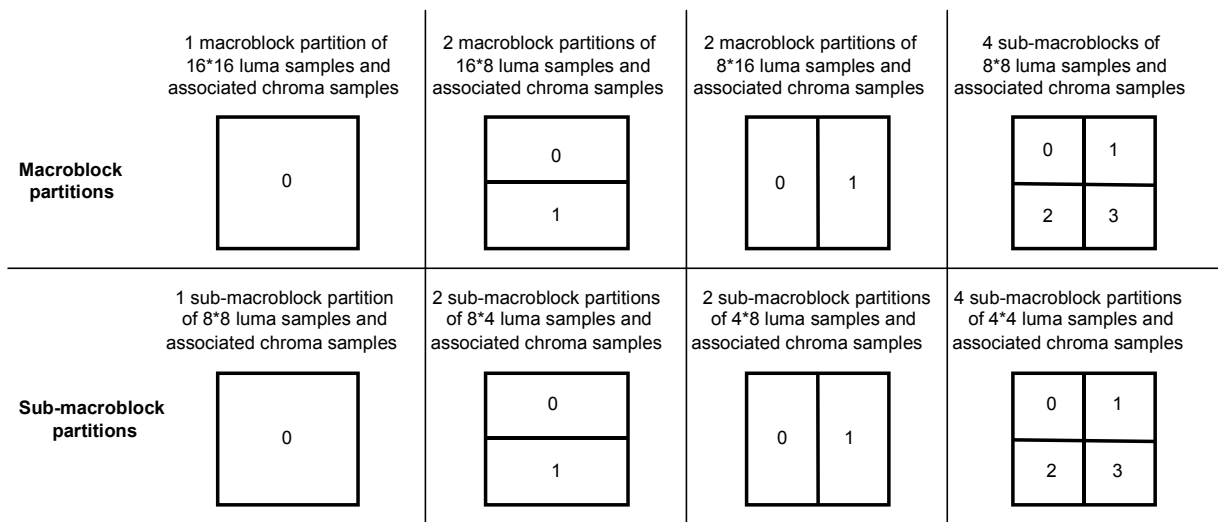 1 macroblock partition of
16*16 luma samples and
associated chroma samples
2 macroblock partitions of
16*8 luma samples and
associated chroma samples
2 macroblock partitions of
8*16 luma samples and
associated chroma samples
4 sub-macroblocks of
8*8 luma samples and
associated chroma samples
Macroblock
partitions
0
0
1
0 1
0 1
2 3
1 sub-macroblock partition
of 8*8 luma samples and
associated chroma samples
2 sub-macroblock partitions
of 8*4 luma samples and
associated chroma samples
2 sub-macroblock partitions
of 4*8 luma samples and
associated chroma samples
4 sub-macroblock partitions
of 4*4 luma samples and
associated chroma samples
Sub-macroblock
partitions
0
0
1
0 1
0 1
2 3